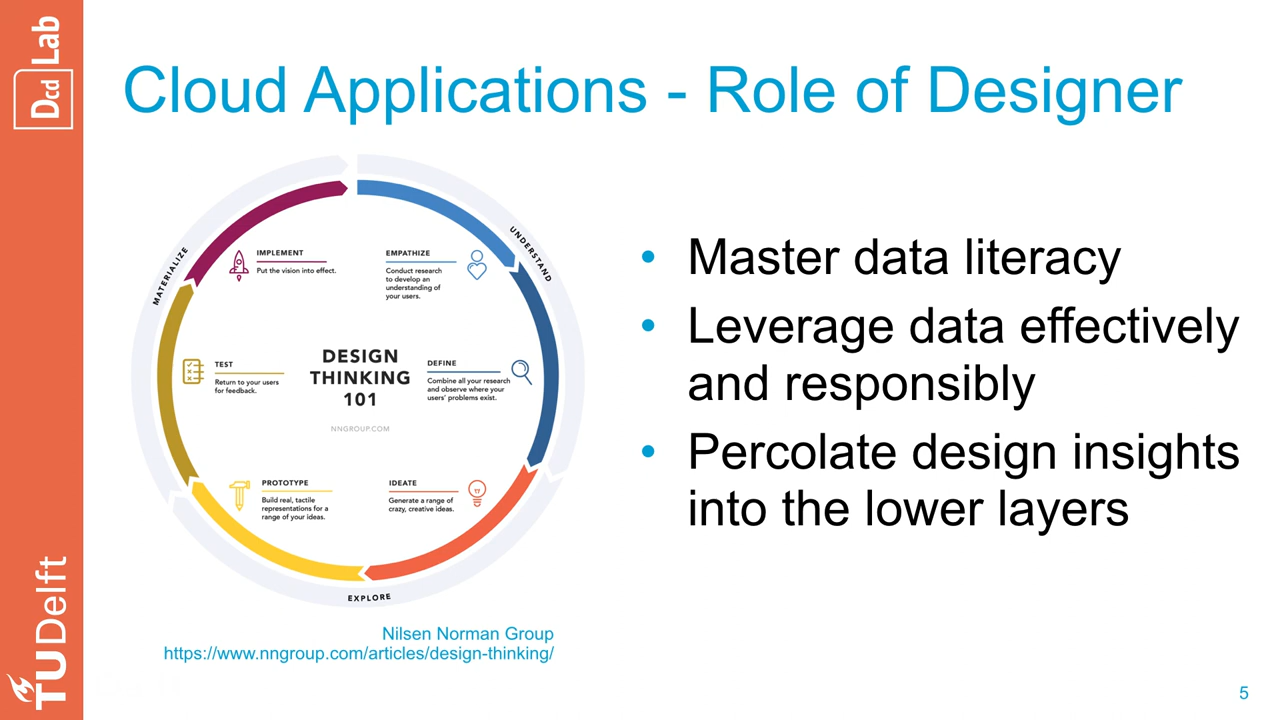 Dcd Lab
TUDelft
Cloud Applications - Role of Designer
MATERIALIZE
UNDERSTAND
EXPLORE
IMPLEMENT
Put the vision into effect.
EMPATHIZE
Conduct research
to develop an
understanding of
your users.
TEST
Return to your users
for feedback.
DESIGN
THINKING
101
NNGROUP.COM
DEFINE
Combine all your research
and observe where your
users' problems exist.
PROTOTYPE
Build real, tactile
representations for a
range of your ideas.
IDEATE
Generate a range of
crazy, creative ideas.
Nilsen Norman Group
https://www.nngroup.com/articles/design-thinking/
• Master data literacy
• Leverage data effectively
and responsibly
• Percolate design insights
into the lower layers
5